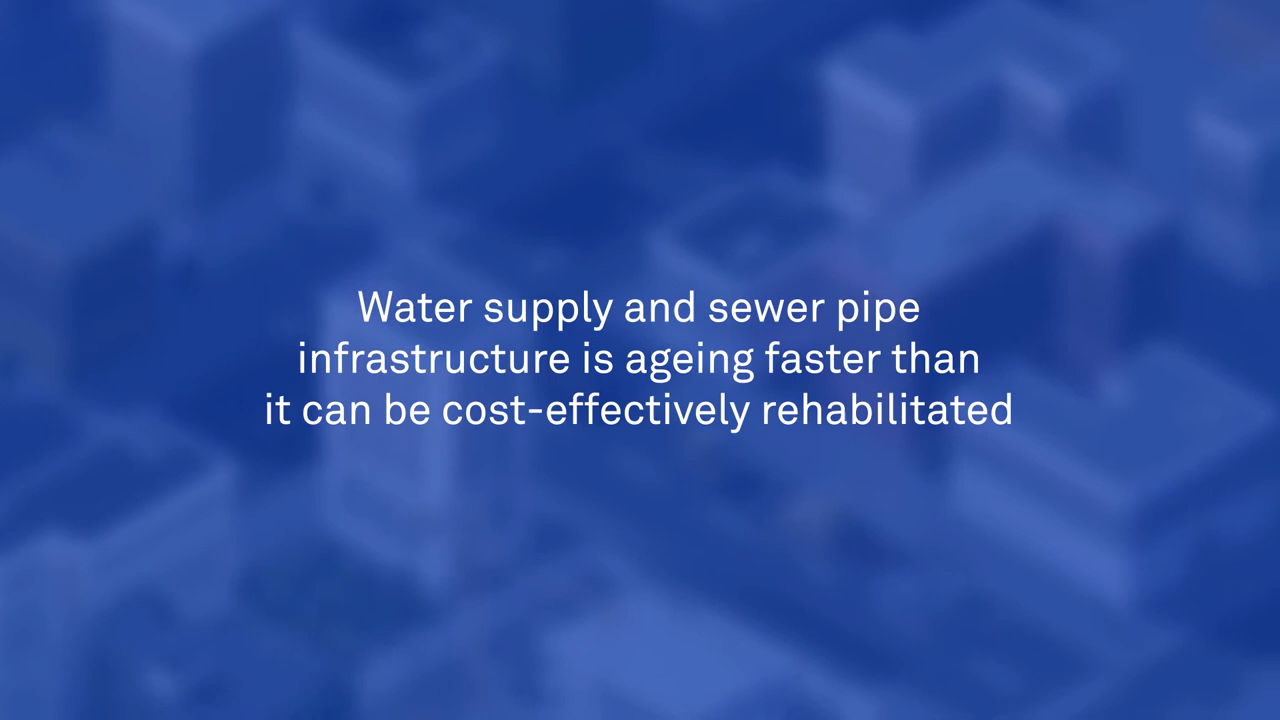 Water supply and sewer pipe
infrastructure is ageing faster than
it can be cost-effectively rehabilitated